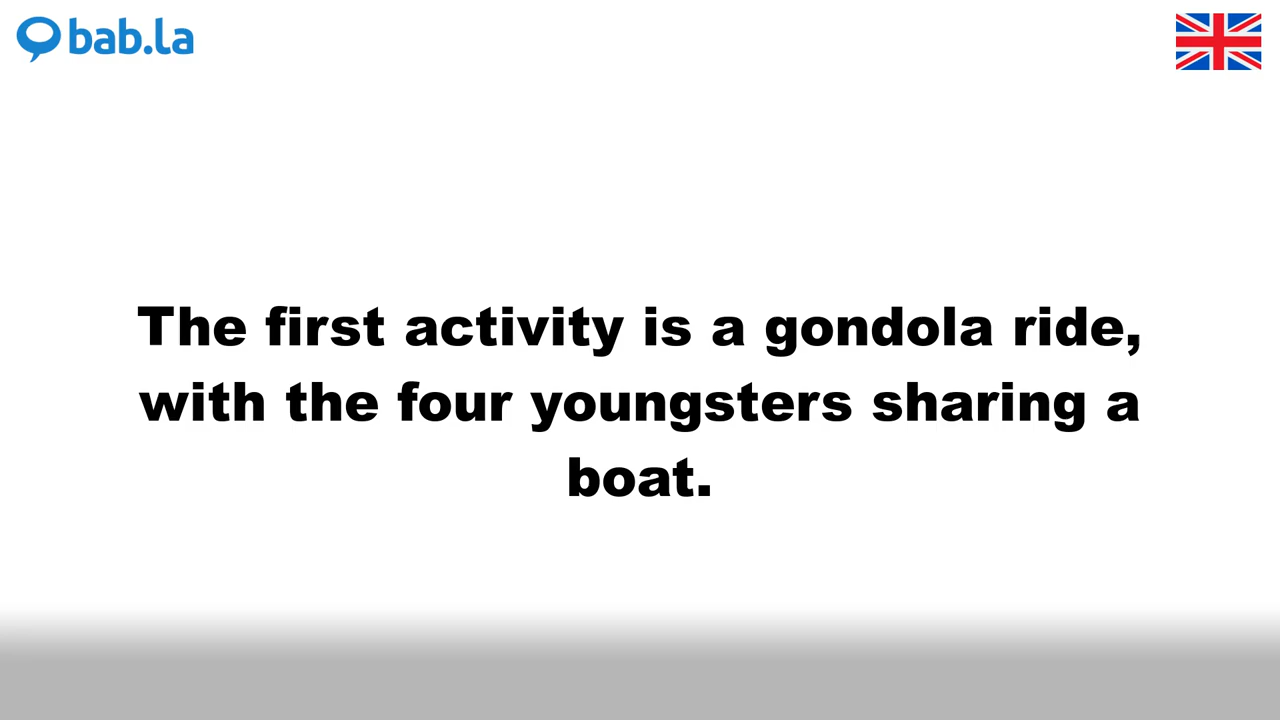 bab.la
The first activity is a gondola ride,
with the four youngsters sharing a
boat.